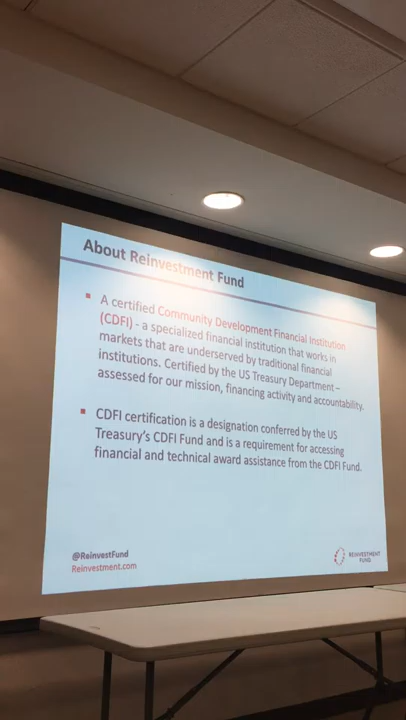 About Reinvestment Fund
▪ A certified Community Development Financial Institution
(CDFI) - a specialized financial institution that works in
markets that are underserved by traditional financial
institutions. Certified by the US Treasury Department –
assessed for our mission, financing activity and accountability.
▪ CDFI certification is a designation conferred by the US
Treasury's CDFI Fund and is a requirement for accessing
financial and technical award assistance from the CDFI Fund.
@ReinvestFund
Reinvestment.com
REINVESTMENT
FUND